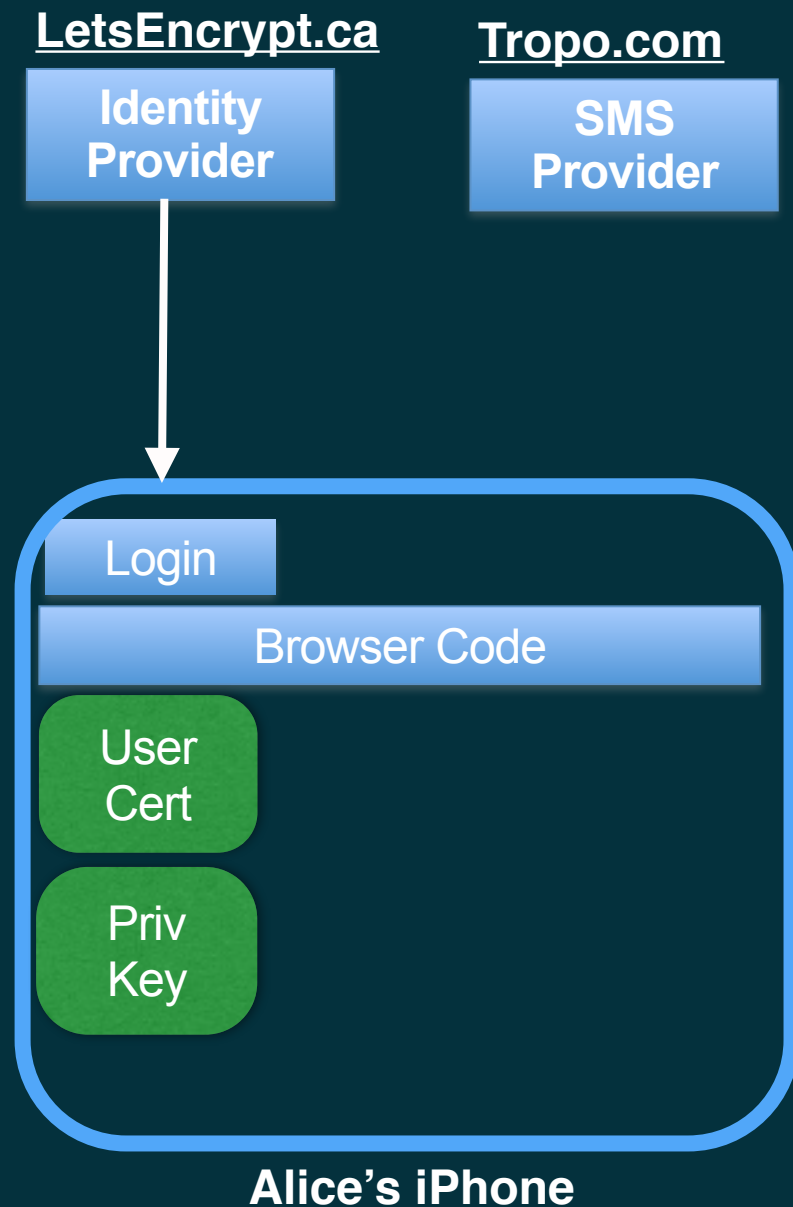 LetsEncrypt.ca
Tropo.com
Identity
Provider
SMS
Provider
Login
Browser Code
User
Cert
Priv
Key
Alice’s iPhone